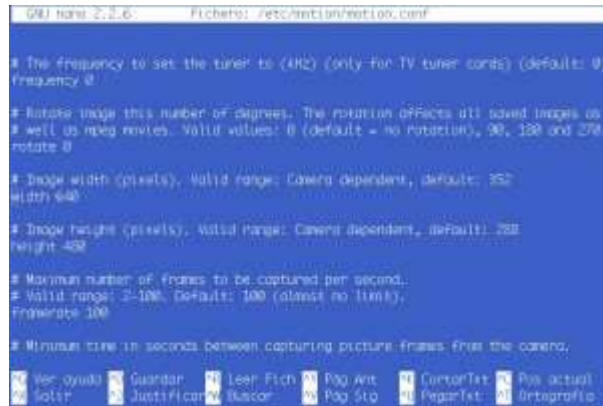 GNU nano 2.2.6 Fichero: /etc/motion/motion.conf
# The frequency to set the tuner to (kHz) (only for TV tuner cards) (default: 0
frequency 0
# Rotate image this number of degrees. The rotation affects all saved images as
# well as mpeg movies. Valid values: 0 (default = no rotation), 90, 180 and 270
rotate 0
# Image width (pixels). Valid range: Camera dependent, default: 352
width 640
# Image height (pixels). Valid range: Camera dependent, default: 288
height 480
# Maximum number of frames to be captured per second.
# Valid range: 2-100. Default: 100 (almost no limit).
framerate 100
# Minimum time in seconds between capturing picture frames from the camera.
^G Ver ayuda ^O Guardar ^R Leer Fich ^Y Pág Ant ^K CortarTxt ^C Pos actual
^X Salir ^J Justificar ^W Buscar ^V Pág Sig ^U PegarTxt ^T Ortografía